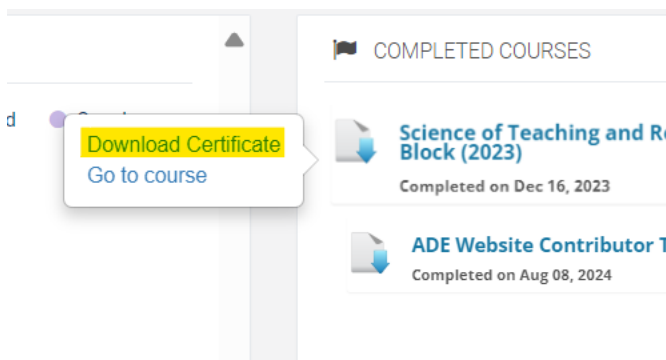 COMPLETED COURSES
d
Download Certificate
Go to course
Science of Teaching and
Block (2023)
Completed on Dec 16, 2023
ADE Website Contributor
Completed on Aug 08, 2024